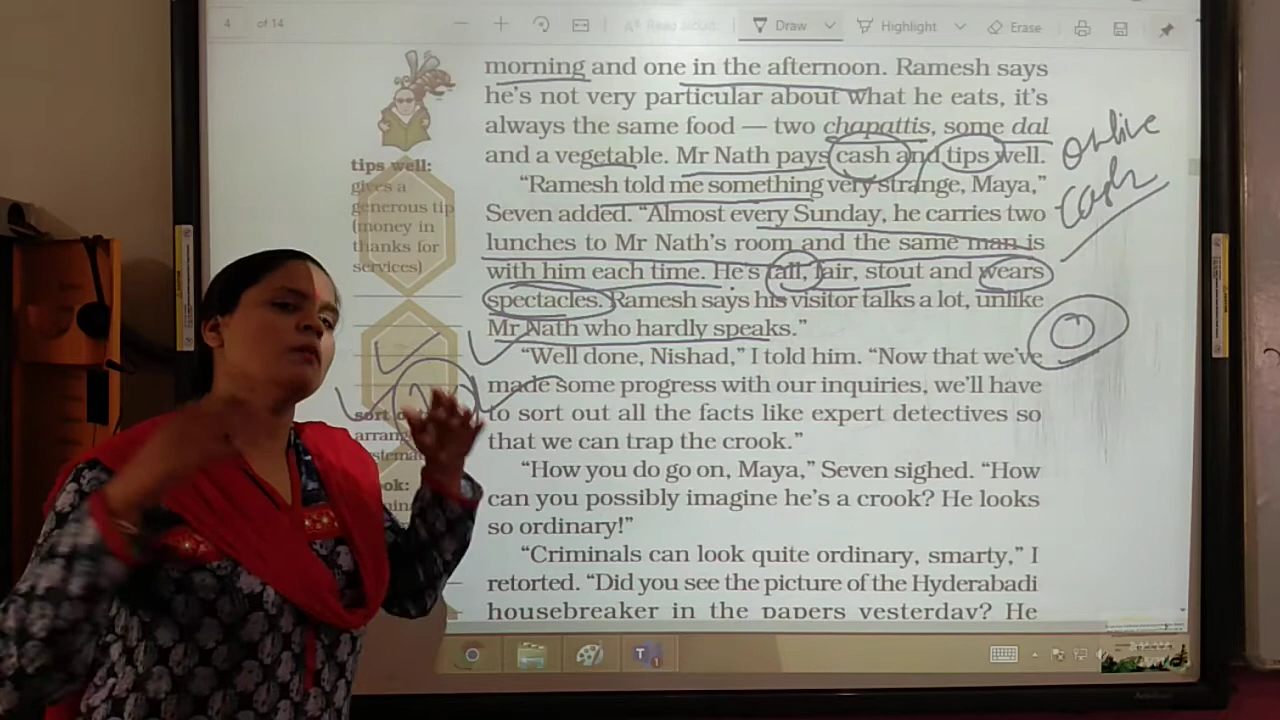 4 of 14
Read aloud
Draw
Highlight
Erase
morning and one in the afternoon. Ramesh says
he's not very particular about what he eats, it's
always the same food — two chapattis, some dal
and a vegetable. Mr Nath pays cash and tips well.
"Ramesh told me something very strange, Maya,"
Seven added. "Almost every Sunday, he carries two
lunches to Mr Nath's room and the same man is
with him each time. He's tall, fair, stout and wears
spectacles. Ramesh says his visitor talks a lot, unlike
Mr Nath who hardly speaks."
"Well done, Nishad," I told him. "Now that we've
made some progress with our inquiries, we'll have
to sort out all the facts like expert detectives so
that we can trap the crook."
"How you do go on, Maya," Seven sighed. "How
can you possibly imagine he's a crook? He looks
so ordinary!"
"Criminals can look quite ordinary, smarty," I
retorted. "Did you see the picture of the Hyderabadi
housebreaker in the papers yesterday? He
tips well:
gives a
generous tip
(money in
thanks for
services)
sort o
arran
ystema
ook:
online
cash